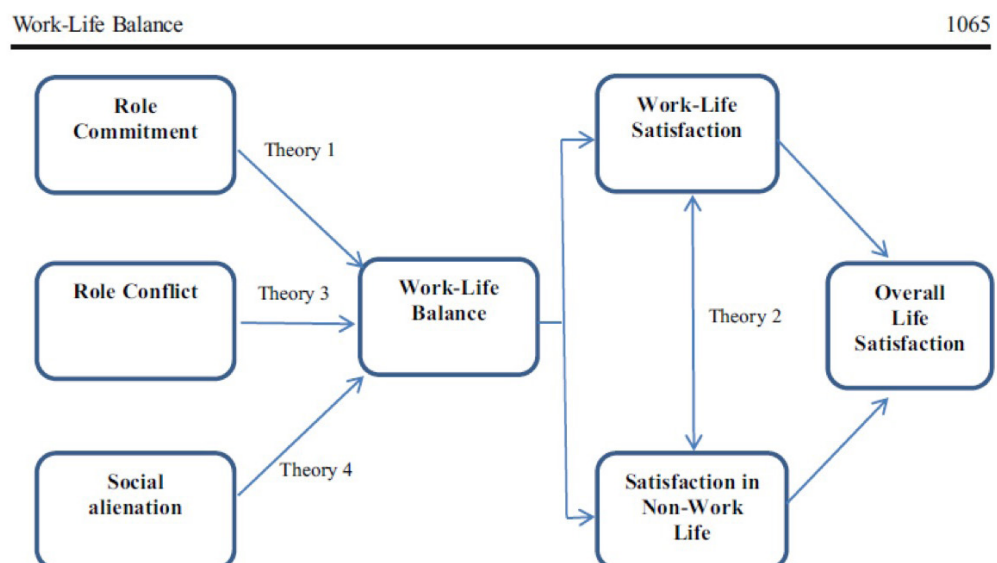 Work-Life Balance
1065
Role
Commitment
Theory 1
Role Conflict
Theory 3
Social
alienation
Theory 4
Work-Life
Balance
Work-Life
Satisfaction
Theory 2
Satisfaction in
Non-Work
Life
Overall
Life
Satisfaction